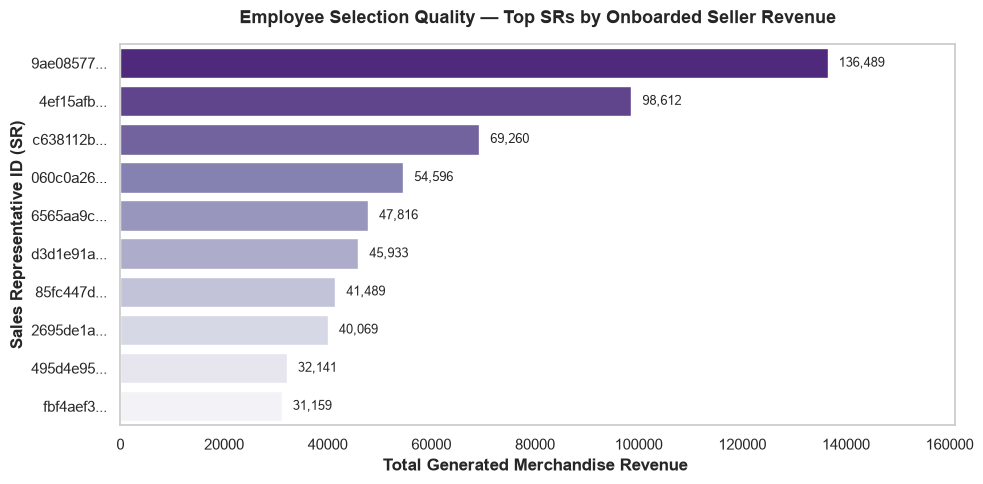 Employee Selection Quality — Top SRs by Onboarded Seller Revenue
Sales Representative ID (SR)
9ae08577... 136,489
4ef15afb... 98,612
c638112b... 69,260
060c0a26... 54,596
6565aa9c... 47,816
d3d1e91a... 45,933
85fc447d... 41,489
2695de1a... 40,069
495d4e95... 32,141
fbf4aef3... 31,159
0 20000 40000 60000 80000 100000 120000 140000 160000
Total Generated Merchandise Revenue